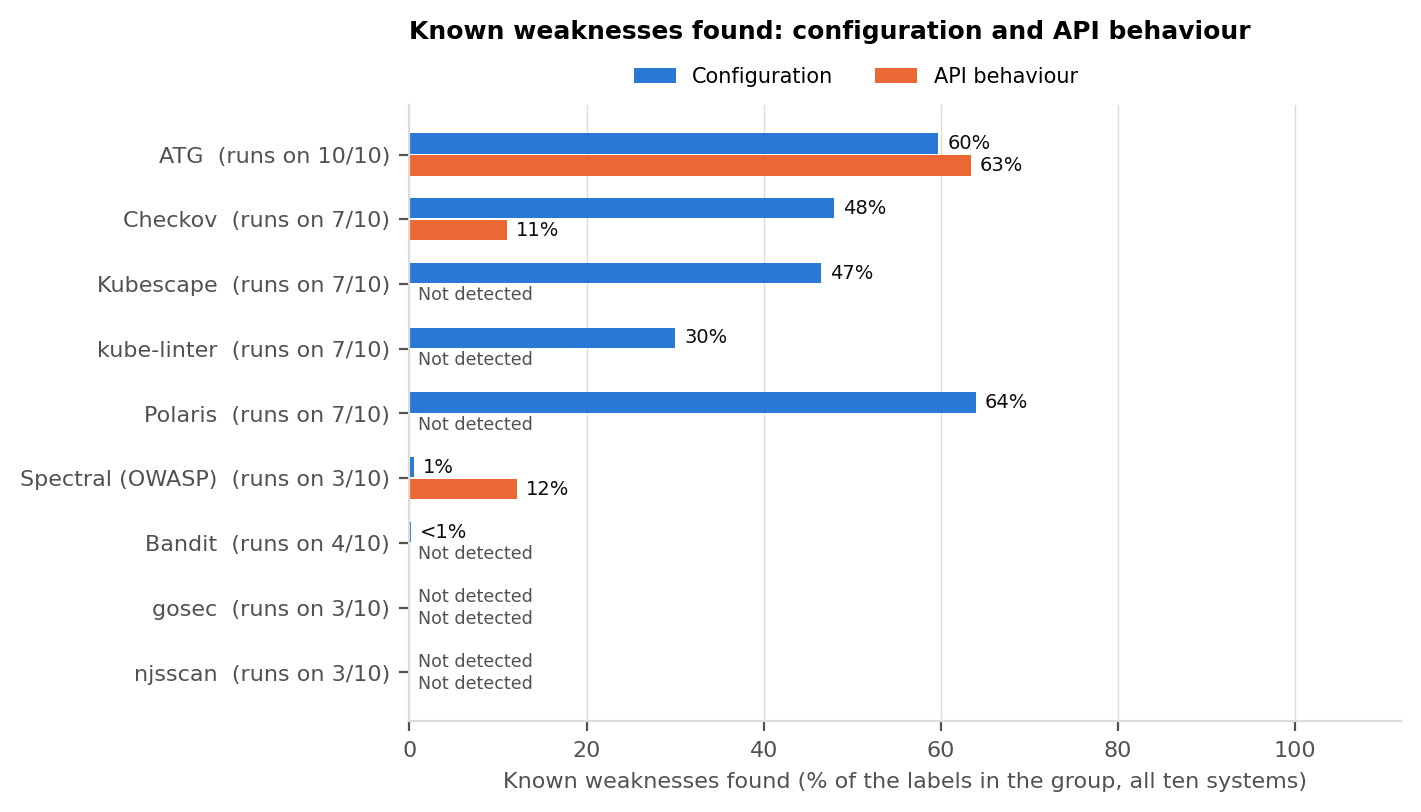 Known weaknesses found: configuration and API behaviour
Configuration
API behaviour
ATG (runs on 10/10)
60%
63%
Checkov (runs on 7/10)
48%
11%
Kubescape (runs on 7/10)
47%
Not detected
kube-linter (runs on 7/10)
30%
Not detected
Polaris (runs on 7/10)
64%
Not detected
Spectral (OWASP) (runs on 3/10)
1%
12%
Bandit (runs on 4/10)
<1%
Not detected
gosec (runs on 3/10)
Not detected
Not detected
njsscan (runs on 3/10)
Not detected
Not detected
0 20 40 60 80 100
Known weaknesses found (% of the labels in the group, all ten systems)